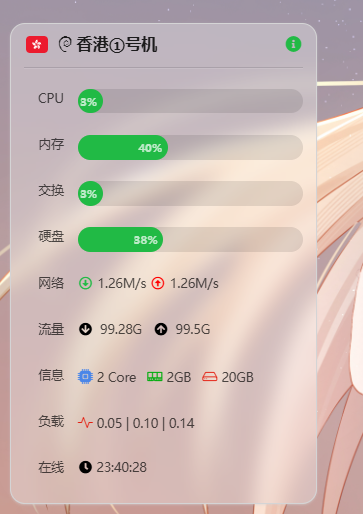 香港①号机
CPU 3%
内存 40%
交换 3%
硬盘 38%
网络 1.26M/s 1.26M/s
流量 99.28G 99.5G
信息 2 Core 2GB 20GB
负载 0.05 | 0.10 | 0.14
在线 23:40:28